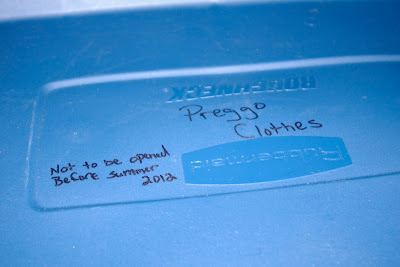 ROUGHNECK
Preggo
Clothes
Not to be opened
Before summer
2012
Rubbermaid